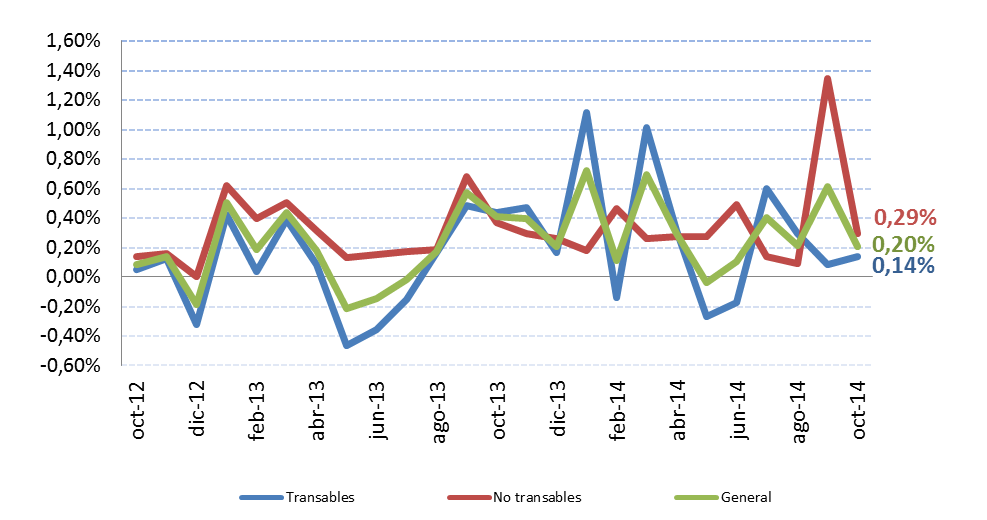 1,60%
1,40%
1,20%
1,00%
0,80%
0,60%
0,40%
0,20%
0,00%
-0,20%
-0,40%
-0,60%
0,29%
0,20%
0,14%
oct-12
dic-12
feb-13
abr-13
jun-13
ago-13
oct-13
dic-13
feb-14
abr-14
jun-14
ago-14
oct-14
Transables No transables General